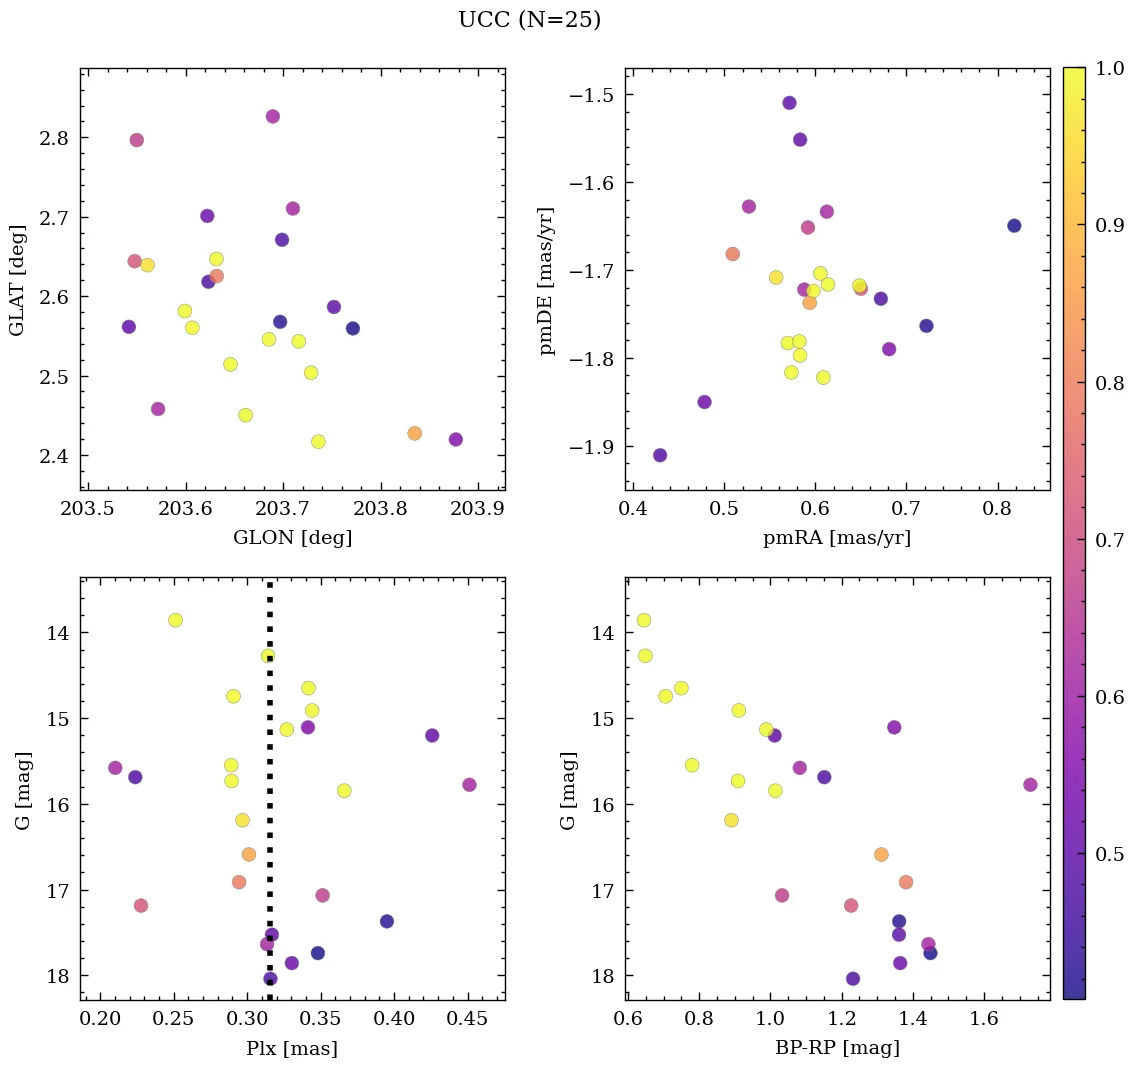 UCC (N=25)
2.8
2.7
2.6
2.5
2.4
GLAT [deg]
203.5 203.6 203.7 203.8 203.9
GLON [deg]
−1.5
−1.6
−1.7
−1.8
−1.9
pmDE [mas/yr]
0.4 0.5 0.6 0.7 0.8
pmRA [mas/yr]
1.0
0.9
0.8
0.7
0.6
0.5
14
15
16
17
18
G [mag]
0.20 0.25 0.30 0.35 0.40 0.45
Plx [mas]
14
15
16
17
18
G [mag]
0.6 0.8 1.0 1.2 1.4 1.6
BP-RP [mag]